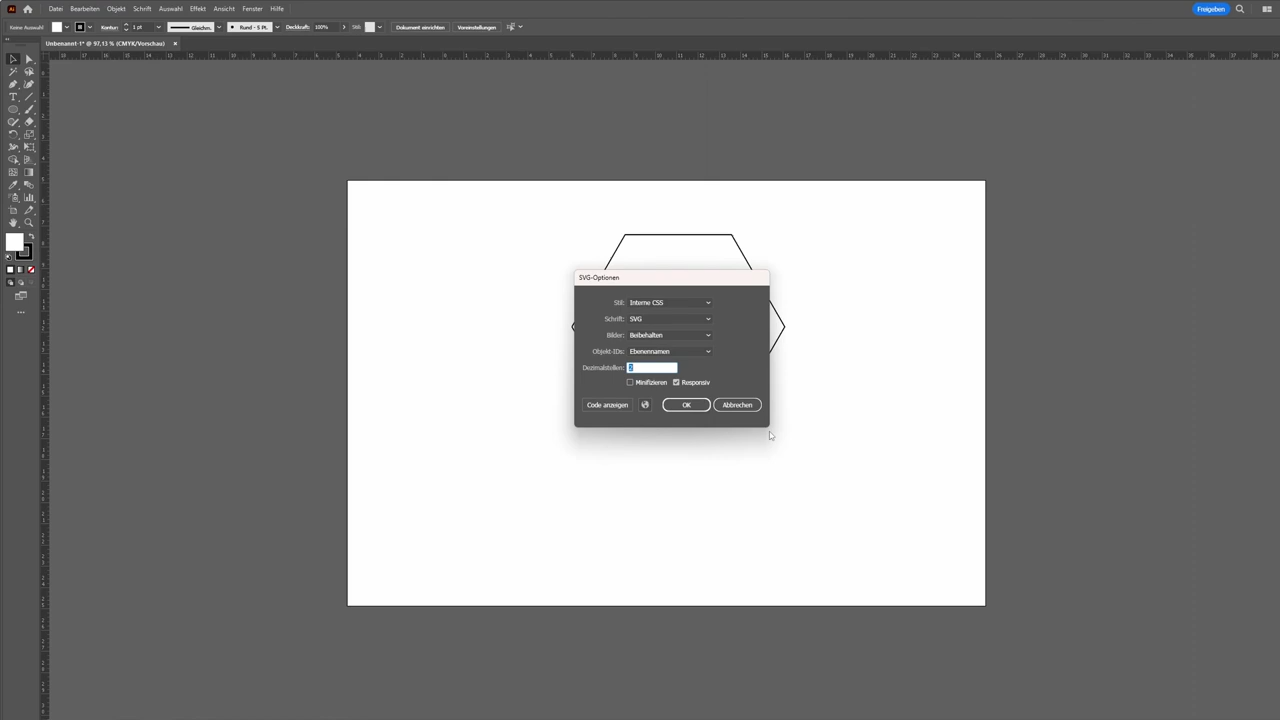 Datei Bearbeiten Objekt Schrift Auswahl Effekt Ansicht Fenster Hilfe Freigeben
Keine Auswahl Kontur: 1 pt Gleichm. Rund - 5 Pt. Deckkraft: 100% Stil: Dokument einrichten Voreinstellungen
Unbenannt-1* @ 97,13 % (CMYK/Vorschau)
SVG-Optionen
Stil: Interne CSS
Schrift: SVG
Bilder: Beibehalten
Objekt-IDs: Ebenennamen
Dezimalstellen: 2
Minifizieren Responsiv
Code anzeigen OK Abbrechen